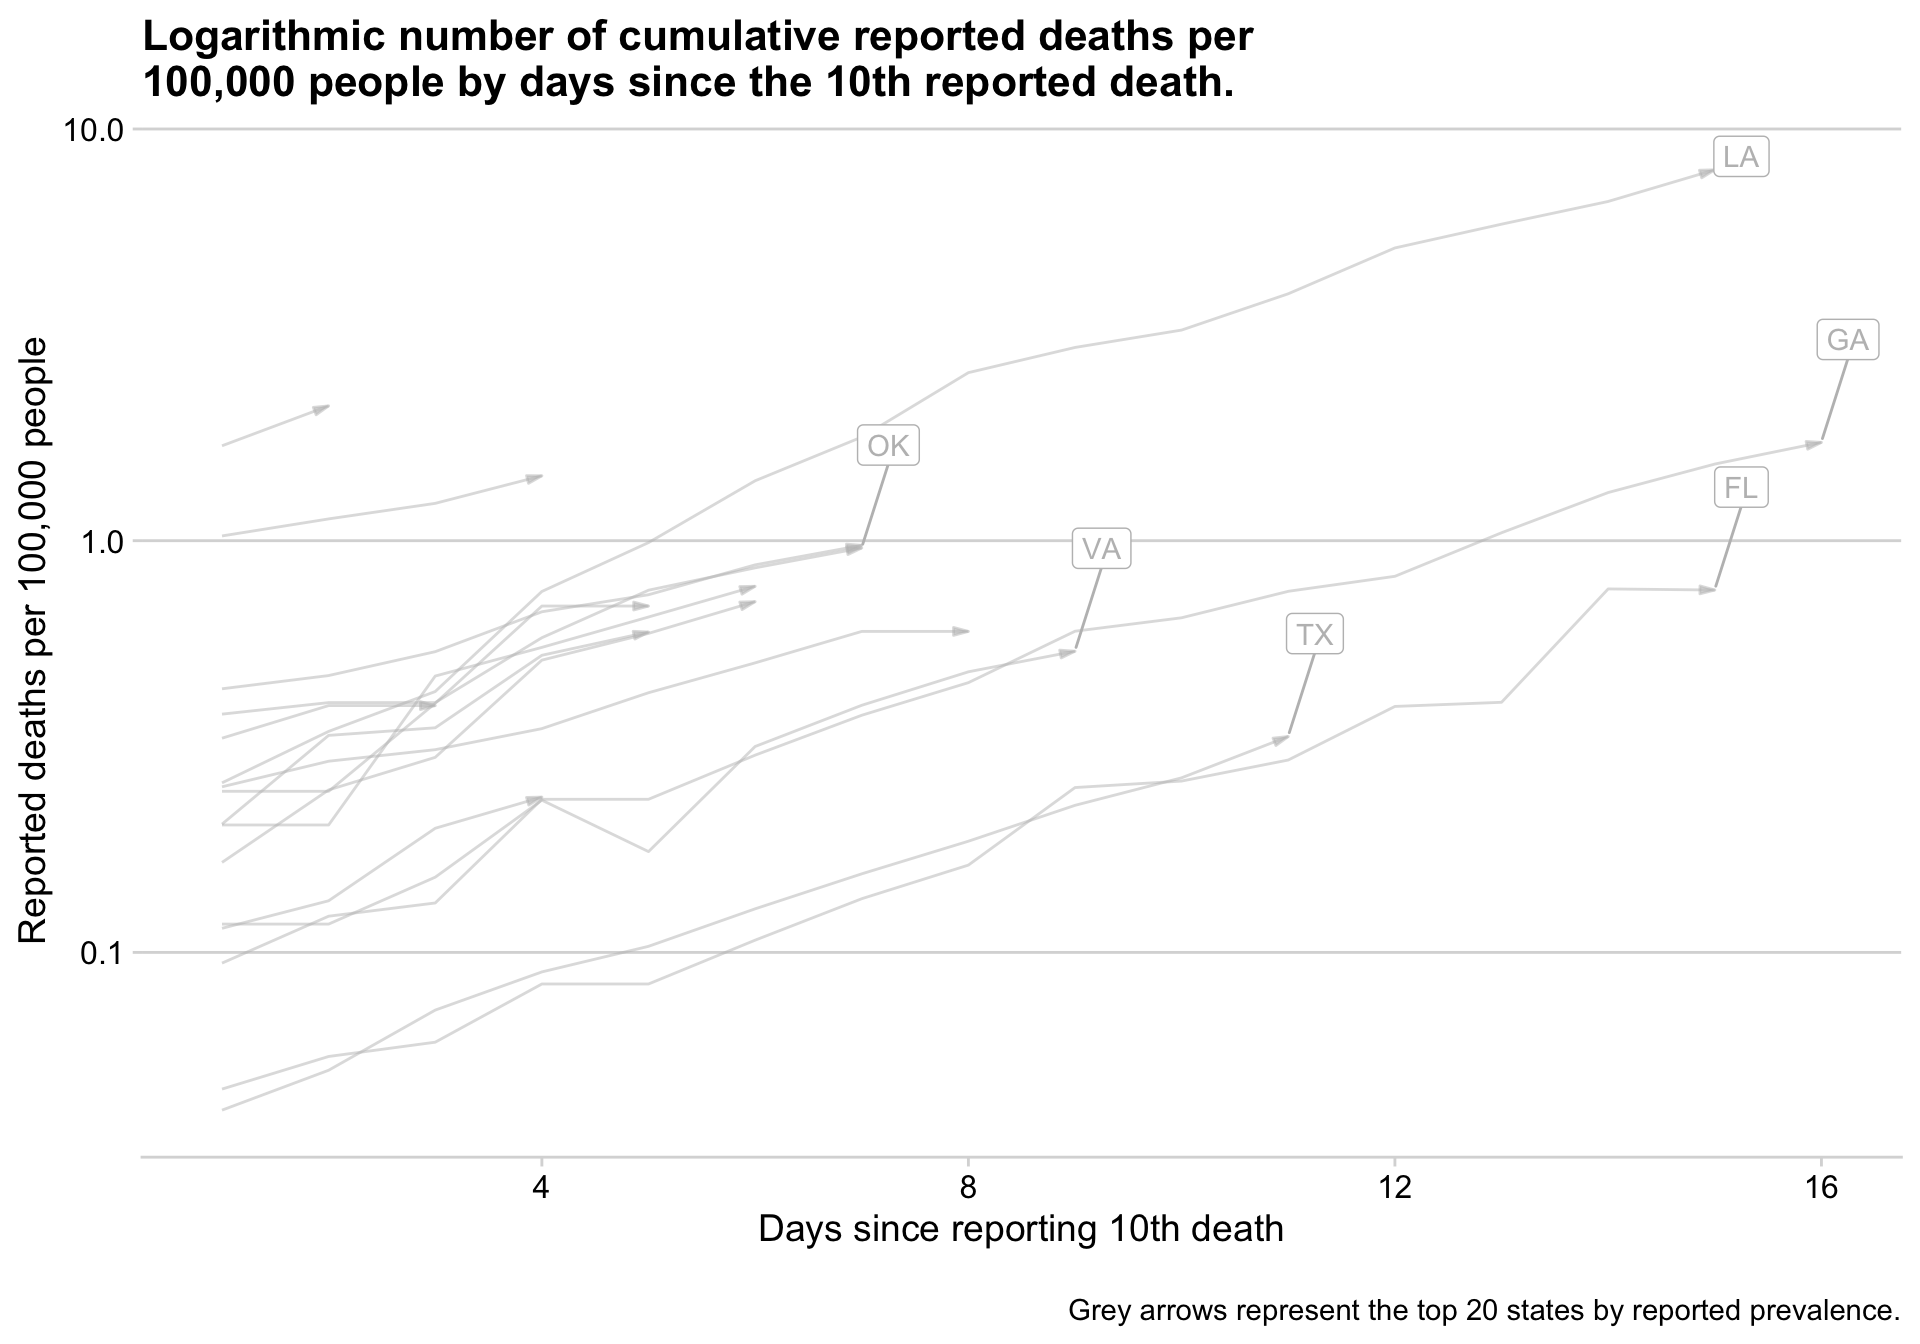 Logarithmic number of cumulative reported deaths per
100,000 people by days since the 10th reported death.
10.0
LA
GA
OK
FL
1.0
VA
TX
0.1
Reported deaths per 100,000 people
4
8
12
16
Days since reporting 10th death
Grey arrows represent the top 20 states by reported prevalence.